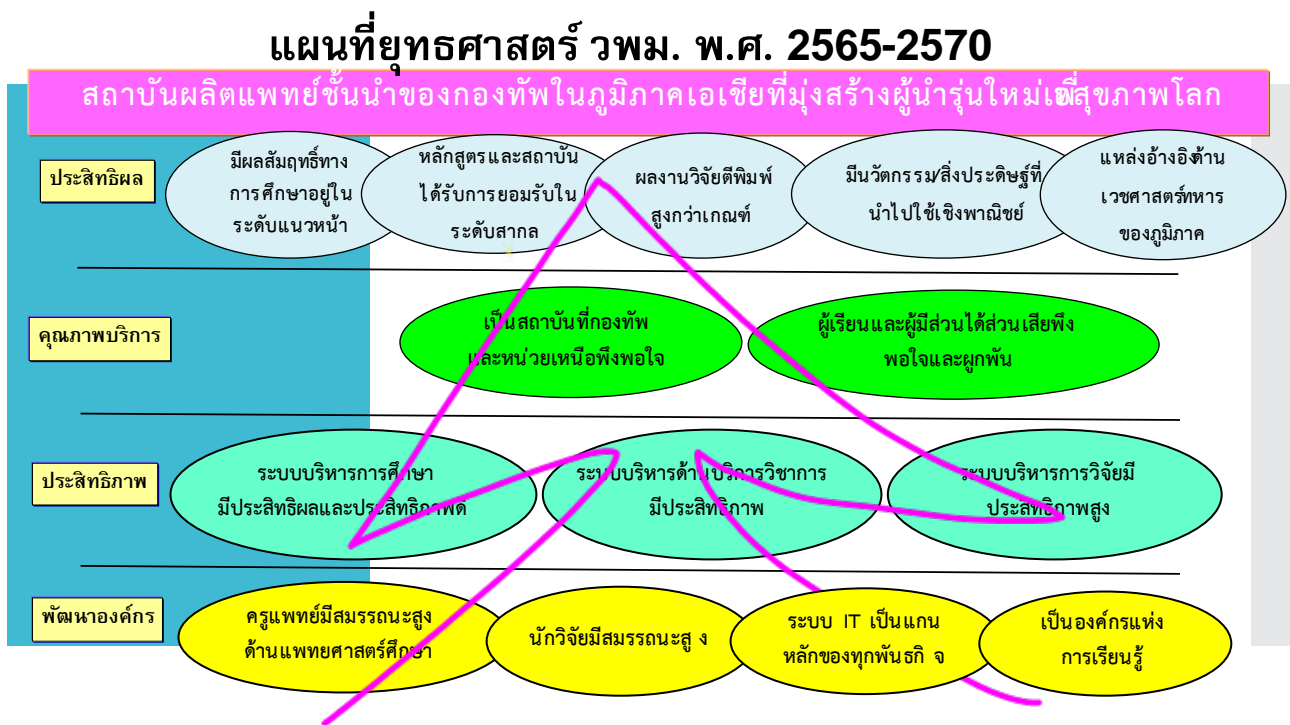 แผนที่ยุทธศาสตร์ วพม. พ.ศ. 2565-2570
สถาบันผลิตแพทย์ชั้นนำของกองทัพในภูมิภาคเอเชียที่มุ่งสร้างผู้นำรุ่นใหม่เพื่อสุขภาพโลก
ประสิทธิผล
มีผลสัมฤทธิ์ทาง
การศึกษาอยู่ใน
ระดับแนวหน้า
หลักสูตรและสถาบัน
ได้รับการยอมรับใน
ระดับสากล
ผลงานวิจัยตีพิมพ์
สูงกว่าเกณฑ์
มีนวัตกรรม/สิ่งประดิษฐ์ที่
นำไปใช้เชิงพาณิชย์
แหล่งอ้างอิงด้าน
เวชศาสตร์ทหาร
ของภูมิภาค
คุณภาพบริการ
เป็นสถาบันที่กองทัพ
และหน่วยเหนือพึงพอใจ
ผู้เรียนและผู้มีส่วนได้ส่วนเสียพึง
พอใจและผูกพัน
ประสิทธิภาพ
ระบบบริหารการศึกษา
มีประสิทธิผลและประสิทธิภาพดี
ระบบบริหารด้านบริการวิชาการ
มีประสิทธิภาพ
ระบบบริหารการวิจัยมี
ประสิทธิภาพสูง
พัฒนาองค์กร
ครูแพทย์มีสมรรถนะสูง
ด้านแพทยศาสตร์ศึกษา
นักวิจัยมีสมรรถนะสูง
ระบบ IT เป็นแกน
หลักของทุกพันธกิจ
เป็นองค์กรแห่ง
การเรียนรู้